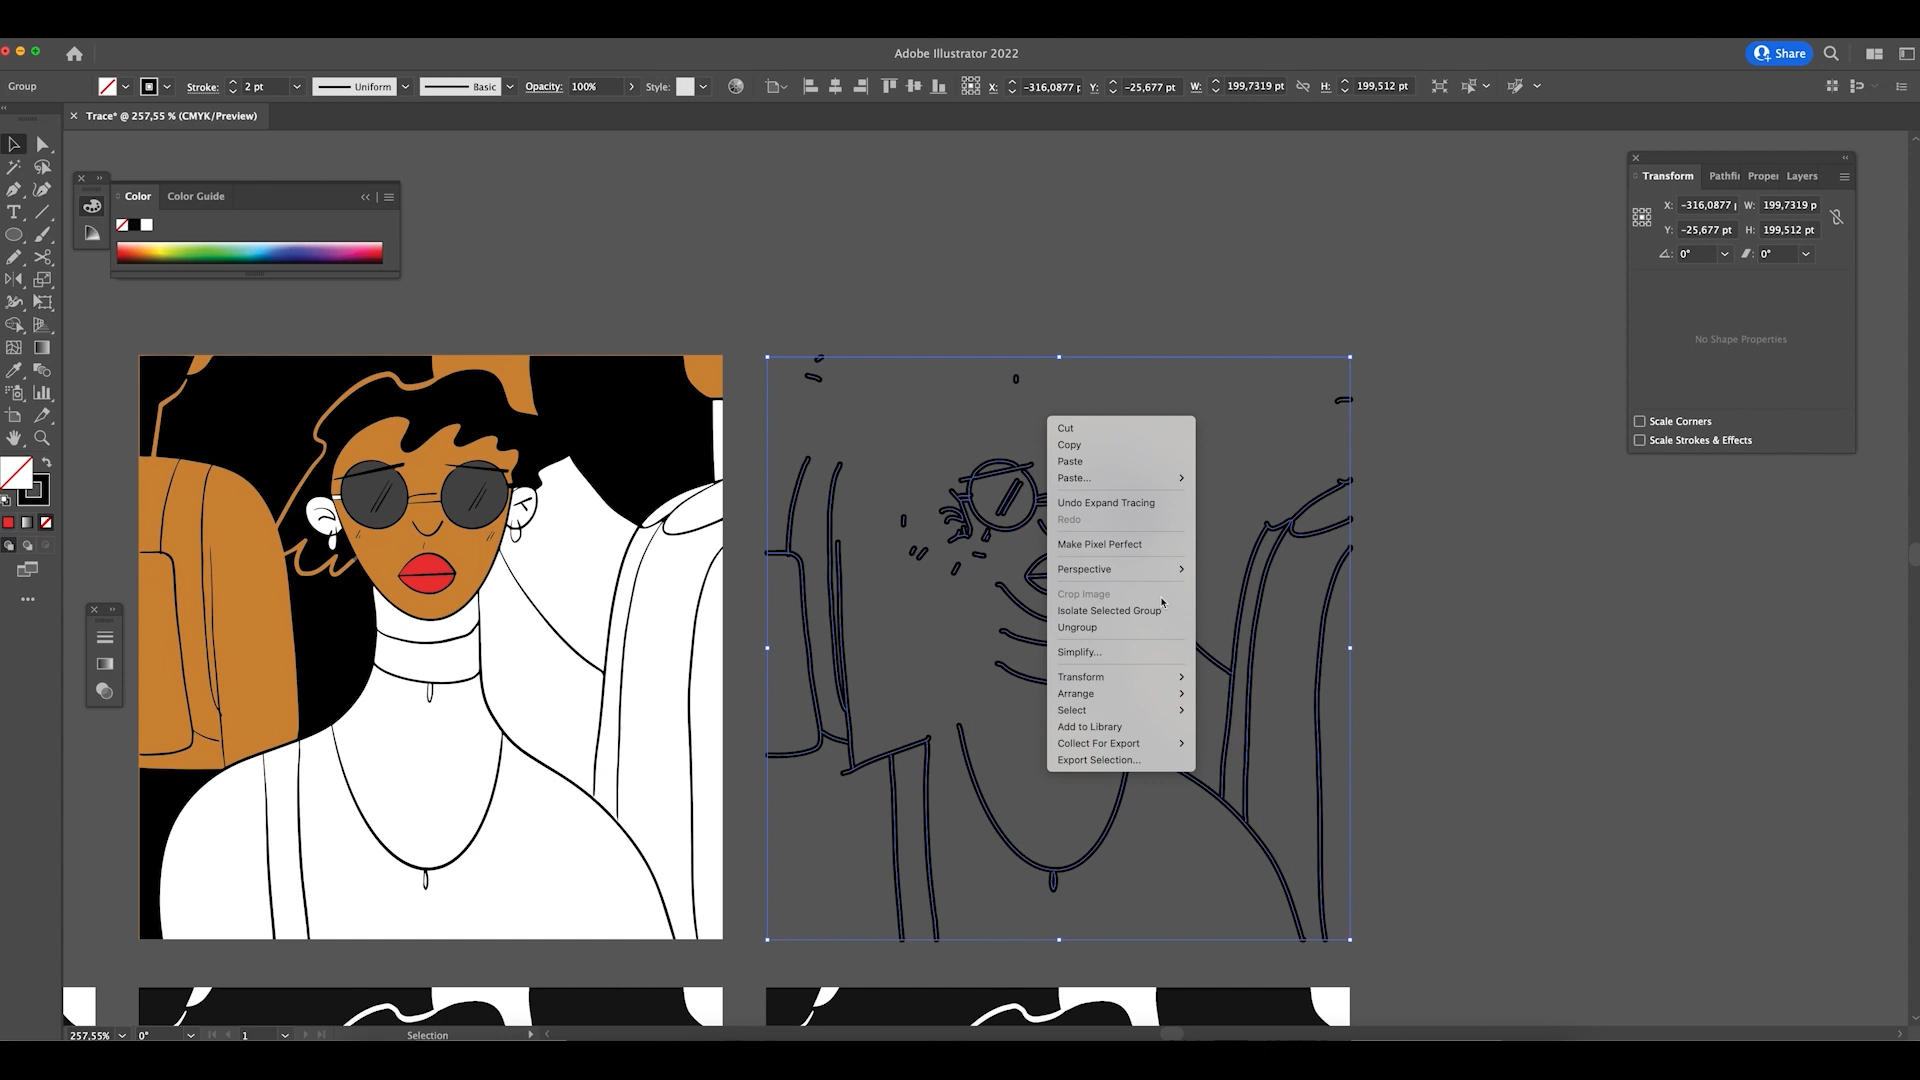 Adobe Illustrator 2022
Share
Group
Stroke:
2 pt
Uniform
Basic
Opacity:
100%
Style:
X:
-316,0877
Y:
-25,677 pt
W:
199,7319 pt
H:
199,512 pt
Trace* @ 257,55 % (CMYK/Preview)
Color
Color Guide
Transform
Pathfi
Proper
Layers
X:
-316,0877
W:
199,7319 p
Y:
-25,677 pt
H:
199,512 pt
0°
0°
No Shape Properties
Scale Corners
Scale Strokes & Effects
Cut
Copy
Paste
Paste...
Undo Expand Tracing
Redo
Make Pixel Perfect
Perspective
Crop Image
Isolate Selected Group
Ungroup
Simplify...
Transform
Arrange
Select
Add to Library
Collect For Export
Export Selection...
257,55%
0°
1
Selection